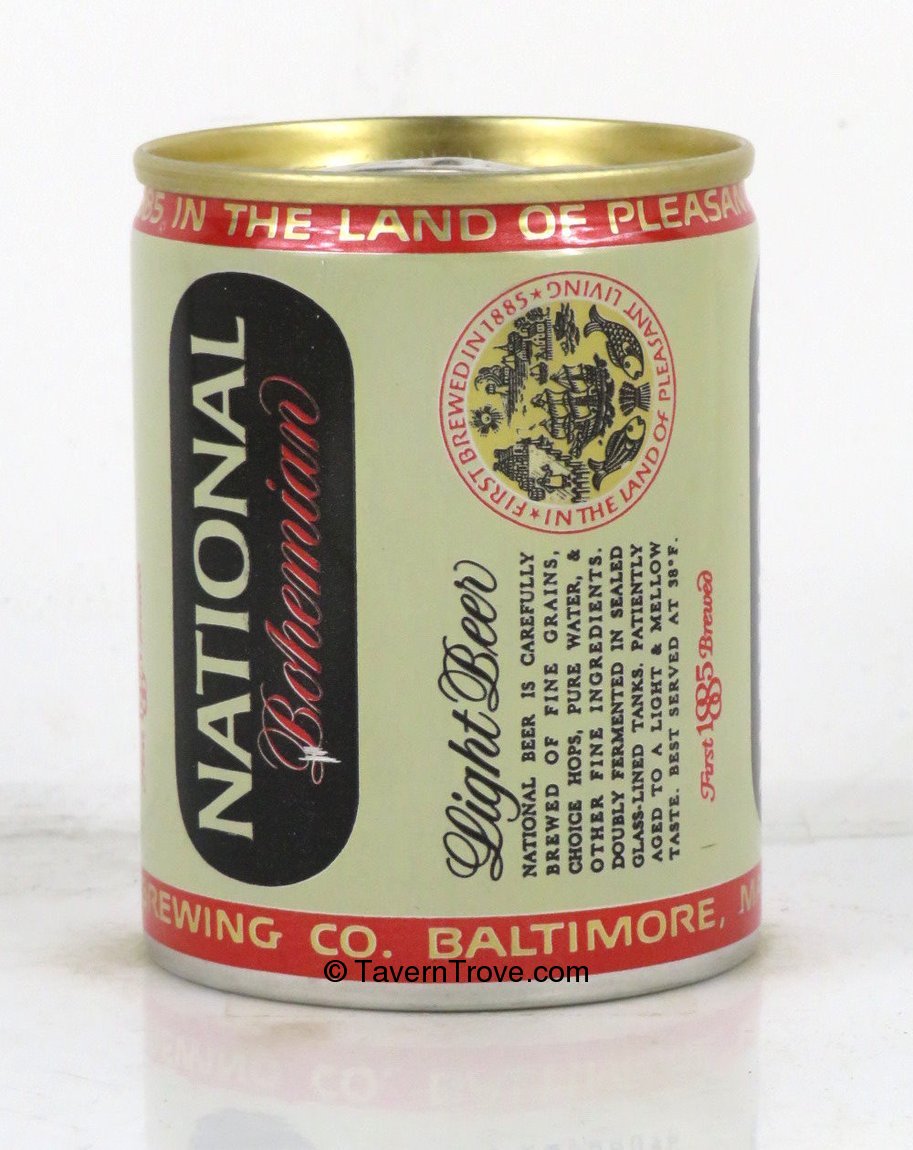 IN THE LAND OF PLEASAN
NATIONAL
Bohemian
★ FIRST BREWED IN 1885 ★
IN THE LAND OF PLEASANT LIVING
Light Beer
NATIONAL BEER IS CAREFULLY
BREWED OF FINE GRAINS,
CHOICE HOPS, PURE WATER, &
OTHER FINE INGREDIENTS.
DOUBLY FERMENTED IN SEALED
GLASS-LINED TANKS. PATIENTLY
AGED TO A LIGHT & MELLOW
TASTE. BEST SERVED AT 38°F.
First 1885 Brewed
REWING CO. BALTIMORE, M
© TavernTrove.com